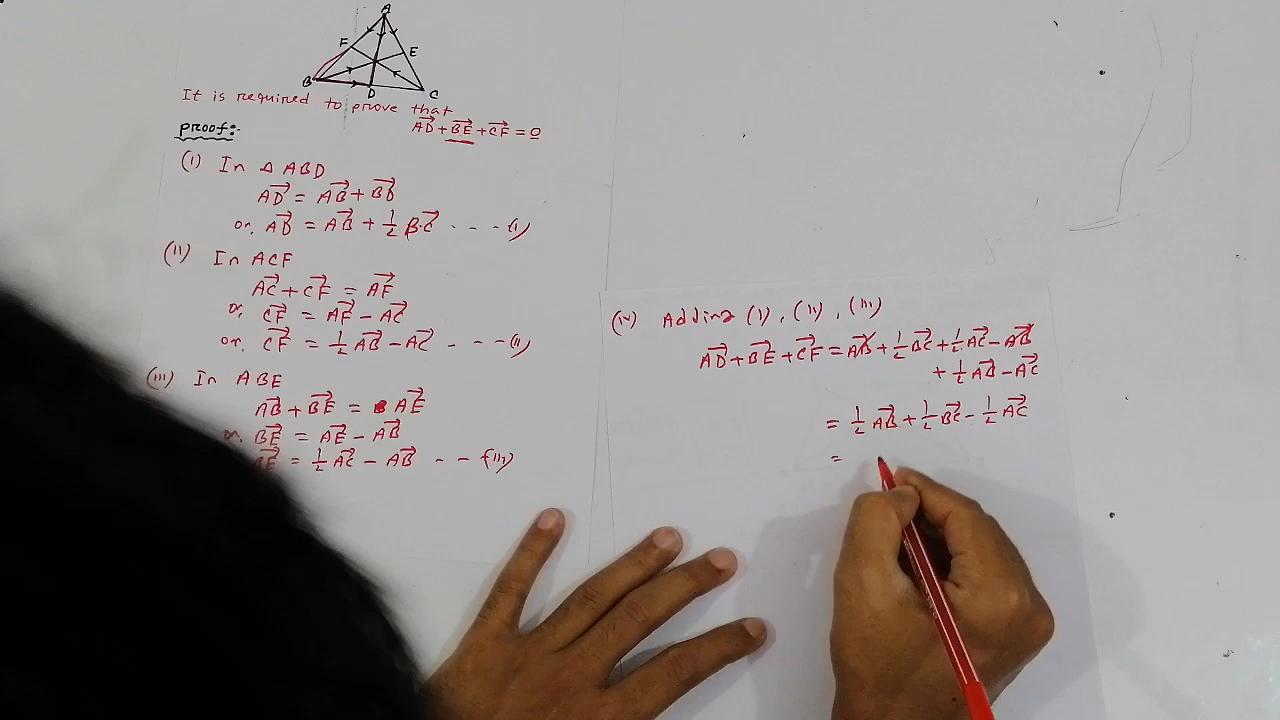 A
F E
B D C
It is required to prove that
AD→ + BE→ + CF→ = 0
proof:-
(i) In Δ ABD
AD→ = AB→ + BD→
or, AD→ = AB→ + ½ BC→ - - - (i)
(ii) In ACF
AC→ + CF→ = AF→
or, CF→ = AF→ - AC→
or, CF→ = ½ AB→ - AC→ - - - (ii)
(iii) In ABE
AB→ + BE→ = AE→
or, BE→ = AE→ - AB→
BE→ = ½ AC→ - AB→ - - (iii)
(iv) Adding (i), (ii), (iii)
AD→ + BE→ + CF→ = AB→ + ½ BC→ + ½ AC→ - AB→
+ ½ AB→ - AC→
= ½ AB→ + ½ BC→ - ½ AC→
=